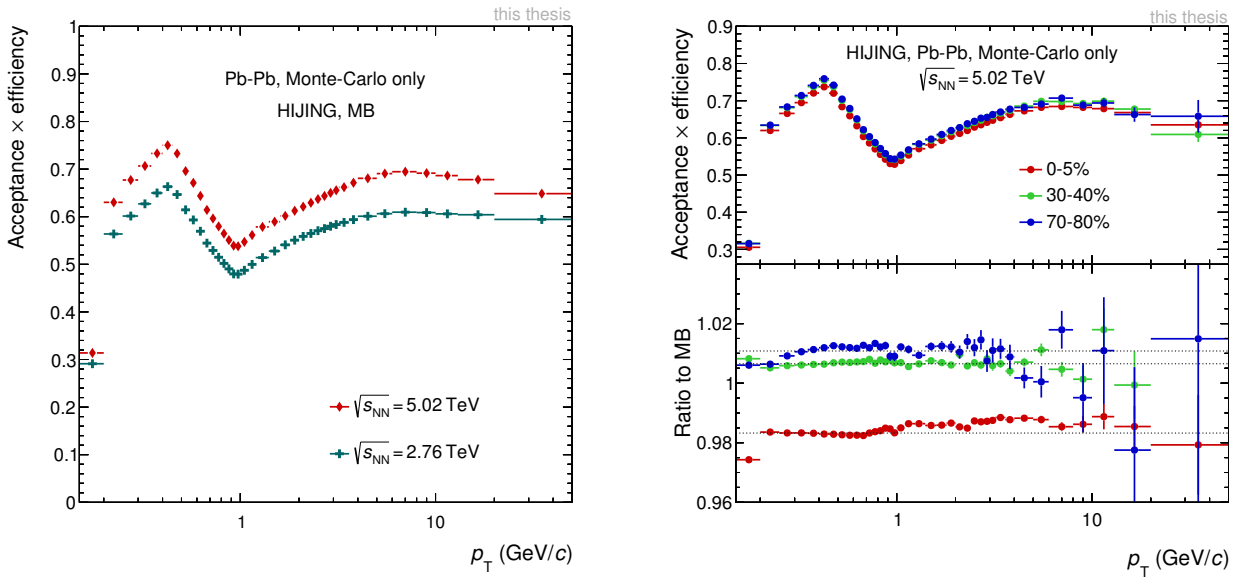 this thesis
1
0.9
0.8
0.7
0.6
0.5
0.4
0.3
0.2
0.1
0
Acceptance × efficiency
Pb-Pb, Monte-Carlo only
HIJING, MB
√sNN = 5.02 TeV
√sNN = 2.76 TeV
1
10
pT (GeV/c)
this thesis
0.9
0.8
0.7
0.6
0.5
0.4
0.3
Acceptance × efficiency
HIJING, Pb-Pb, Monte-Carlo only
√sNN = 5.02 TeV
0-5%
30-40%
70-80%
1.02
1
0.98
0.96
Ratio to MB
1
10
pT (GeV/c)